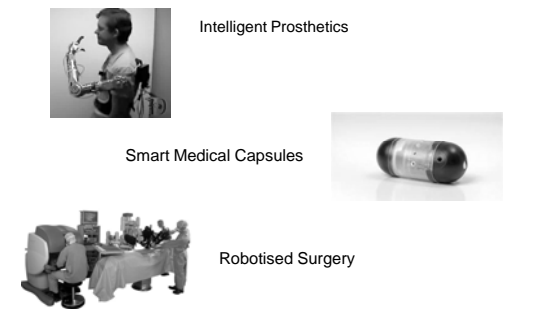 Intelligent Prosthetics
Smart Medical Capsules
Robotised Surgery